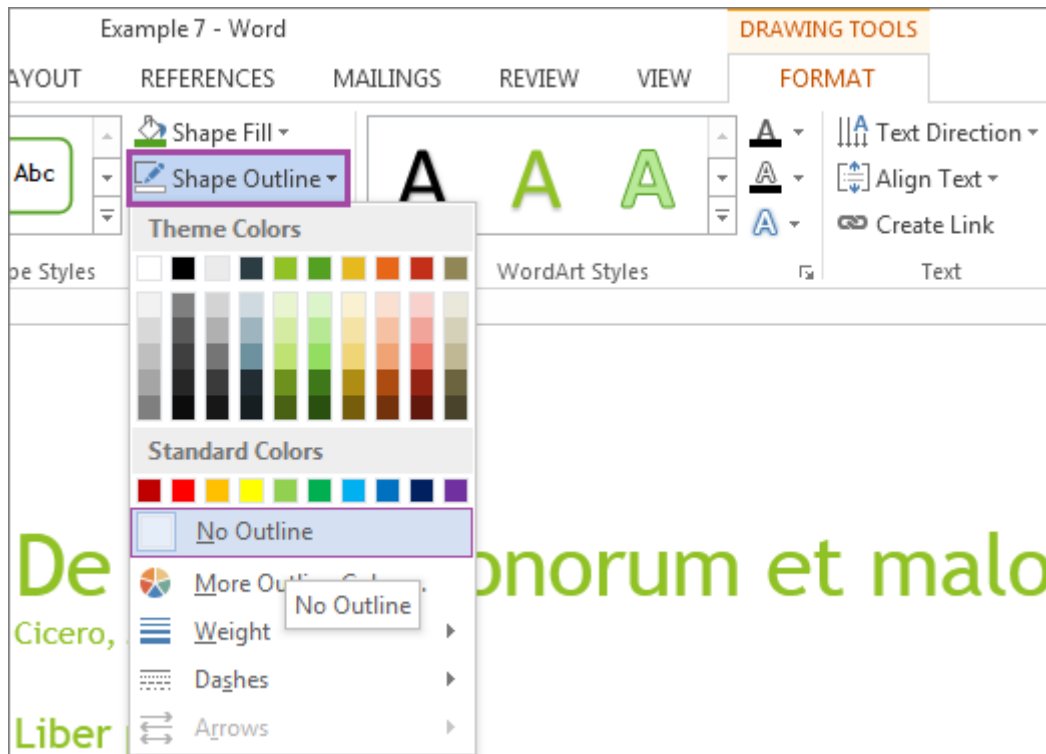 Example 7 - Word
DRAWING TOOLS
AYOUT REFERENCES MAILINGS REVIEW VIEW FORMAT
Abc
Shape Fill
Shape Outline
A A A
A
A
A
Text Direction
Align Text
Create Link
pe Styles
WordArt Styles
Text
Theme Colors
Standard Colors
No Outline
More Outline
No Outline
Weight
Dashes
Arrows
De onorum et malo
Cicero,
Liber